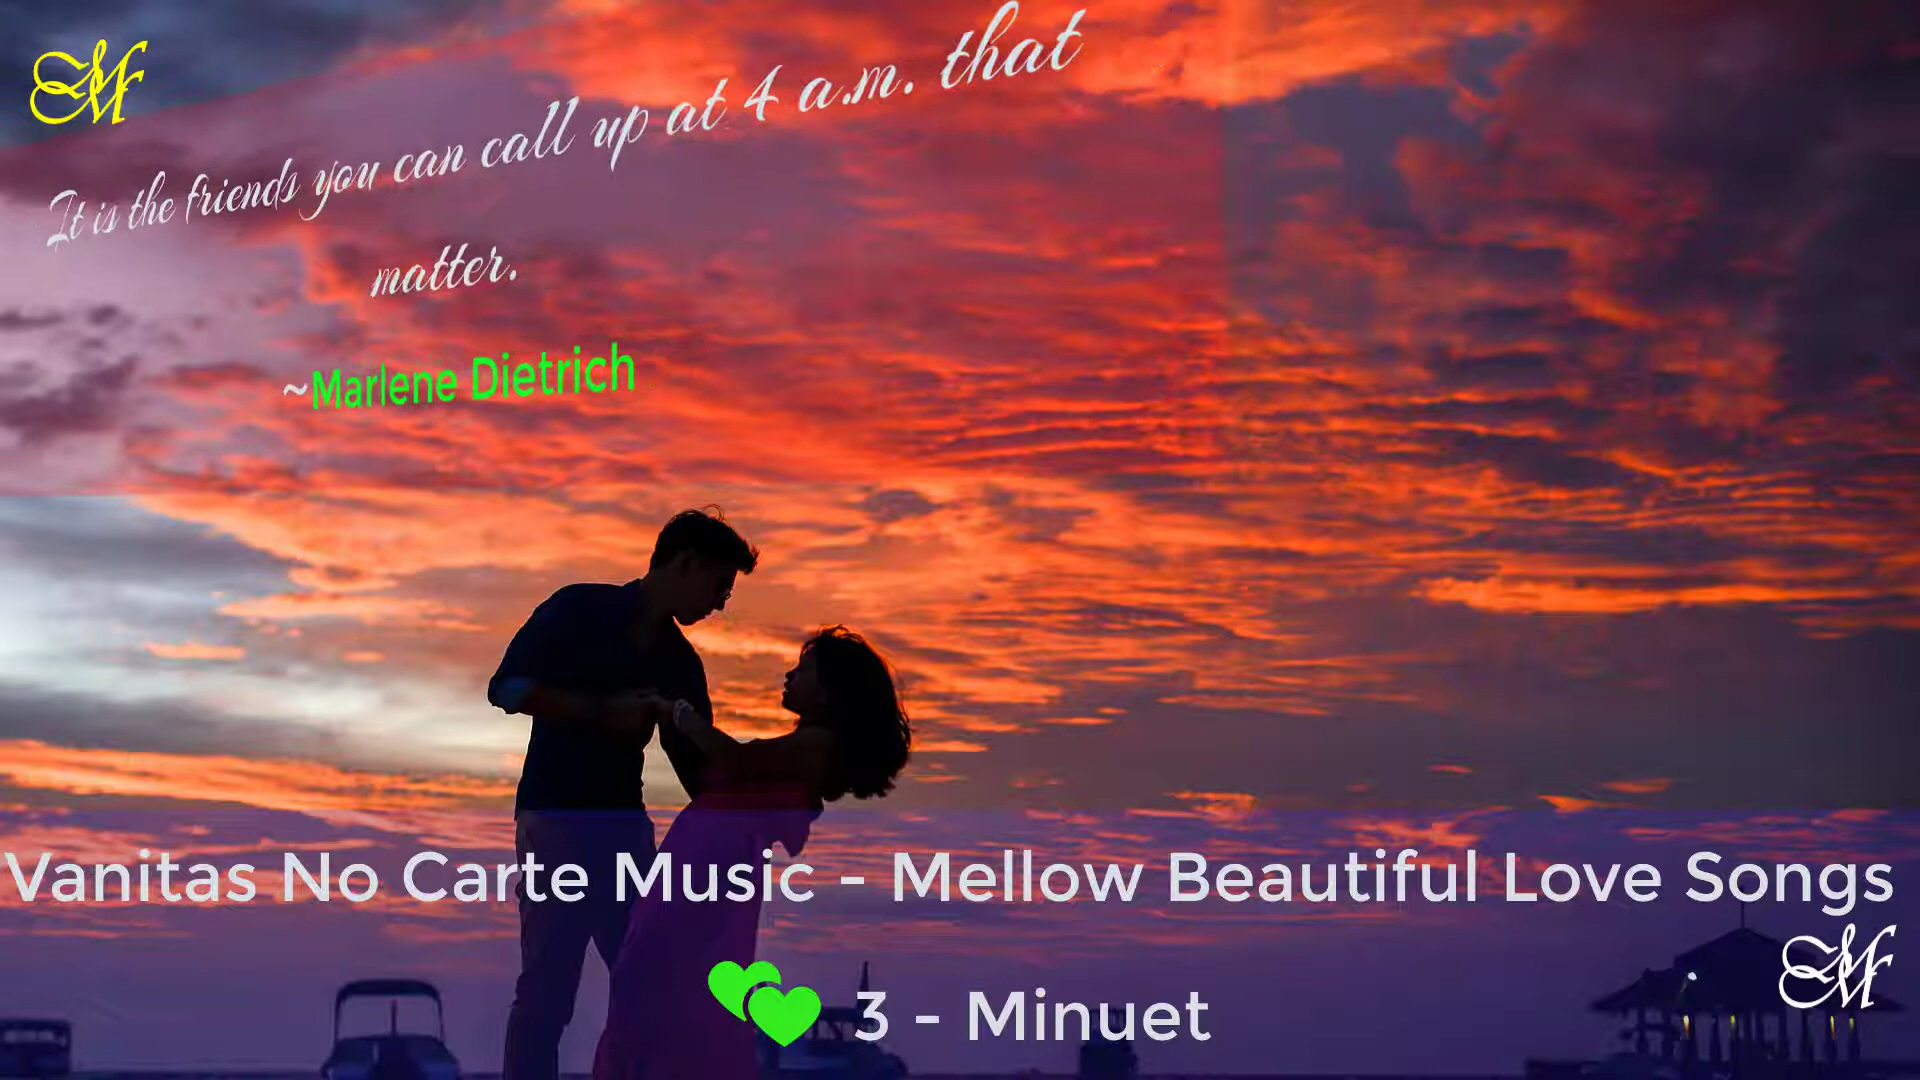 M
It is the friends you can call up at 4 a.m. that
matter.
~Marlene Dietrich
Vanitas No Carte Music - Mellow Beautiful Love Songs
3 - Minuet
M